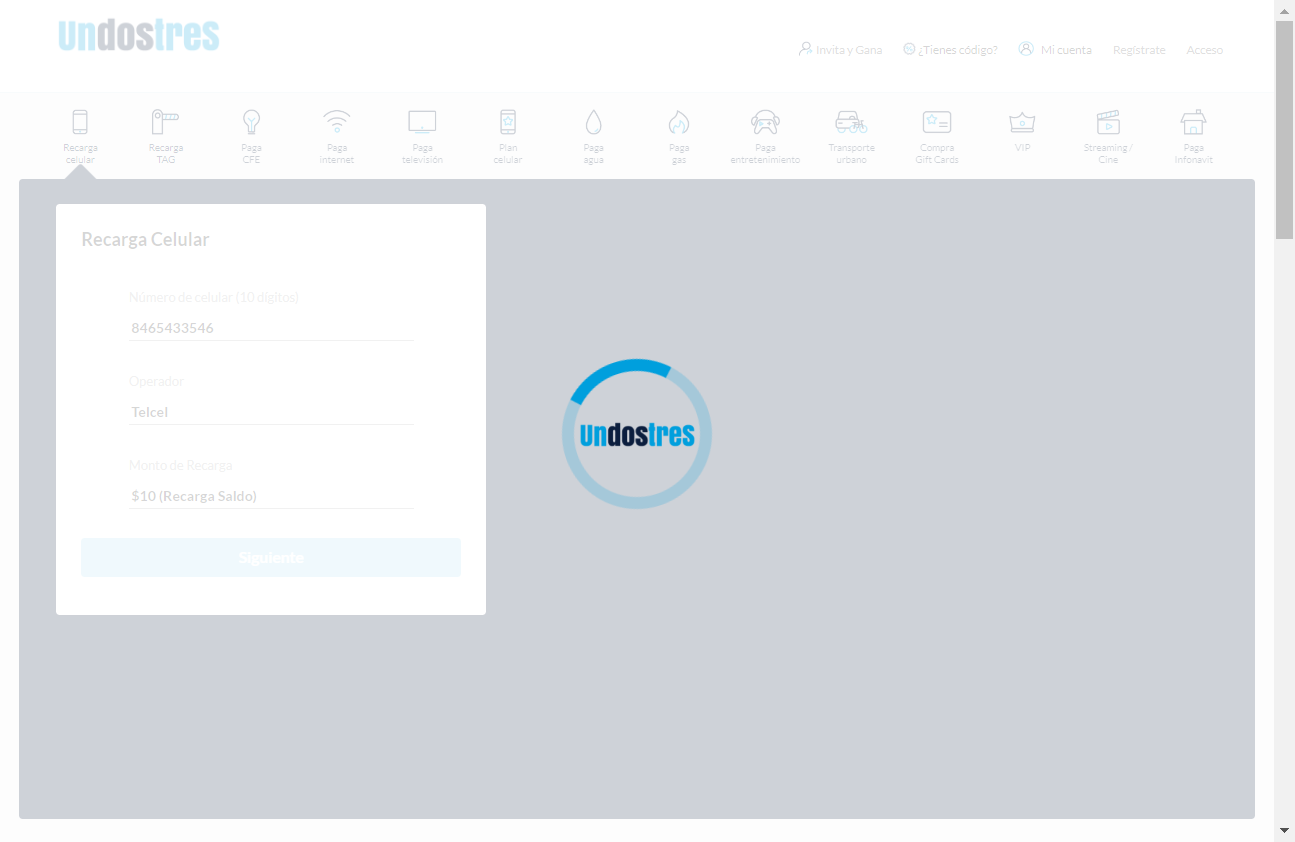 Undostres
Invita y Gana
¿Tienes código?
Mi cuenta
Regístrate
Acceso
Recarga
celular
Recarga
TAG
Paga
CFE
Paga
internet
Paga
televisión
Plan
celular
Paga
agua
Paga
gas
Paga
entretenimiento
Transporte
urbano
Compra
Gift Cards
VIP
Streaming /
Cine
Paga
Infonavit
Recarga Celular
Número de celular (10 dígitos)
8465433546
Operador
Telcel
Monto de Recarga
$10 (Recarga Saldo)
Siguiente
Undostres